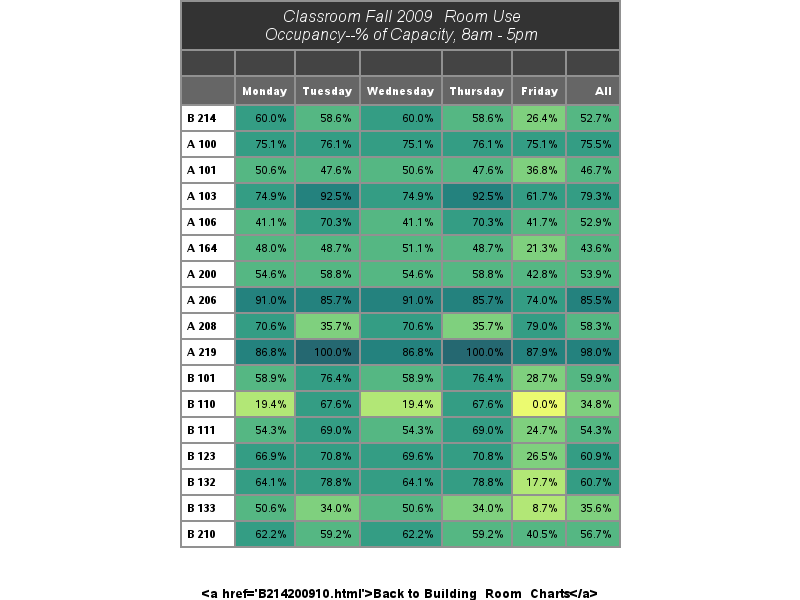 Classroom Fall 2009 Room Use
Occupancy--% of Capacity, 8am - 5pm
Monday Tuesday Wednesday Thursday Friday All
B 214 60.0% 58.6% 60.0% 58.6% 26.4% 52.7%
A 100 75.1% 76.1% 75.1% 76.1% 75.1% 75.5%
A 101 50.6% 47.6% 50.6% 47.6% 36.8% 46.7%
A 103 74.9% 92.5% 74.9% 92.5% 61.7% 79.3%
A 106 41.1% 70.3% 41.1% 70.3% 41.7% 52.9%
A 164 48.0% 48.7% 51.1% 48.7% 21.3% 43.6%
A 200 54.6% 58.8% 54.6% 58.8% 42.8% 53.9%
A 206 91.0% 85.7% 91.0% 85.7% 74.0% 85.5%
A 208 70.6% 35.7% 70.6% 35.7% 79.0% 58.3%
A 219 86.8% 100.0% 86.8% 100.0% 87.9% 98.0%
B 101 58.9% 76.4% 58.9% 76.4% 28.7% 59.9%
B 110 19.4% 67.6% 19.4% 67.6% 0.0% 34.8%
B 111 54.3% 69.0% 54.3% 69.0% 24.7% 54.3%
B 123 66.9% 70.8% 69.6% 70.8% 26.5% 60.9%
B 132 64.1% 78.8% 64.1% 78.8% 17.7% 60.7%
B 133 50.6% 34.0% 50.6% 34.0% 8.7% 35.6%
B 210 62.2% 59.2% 62.2% 59.2% 40.5% 56.7%
<a href='B214200910.html'>Back to Building Room Charts</a>